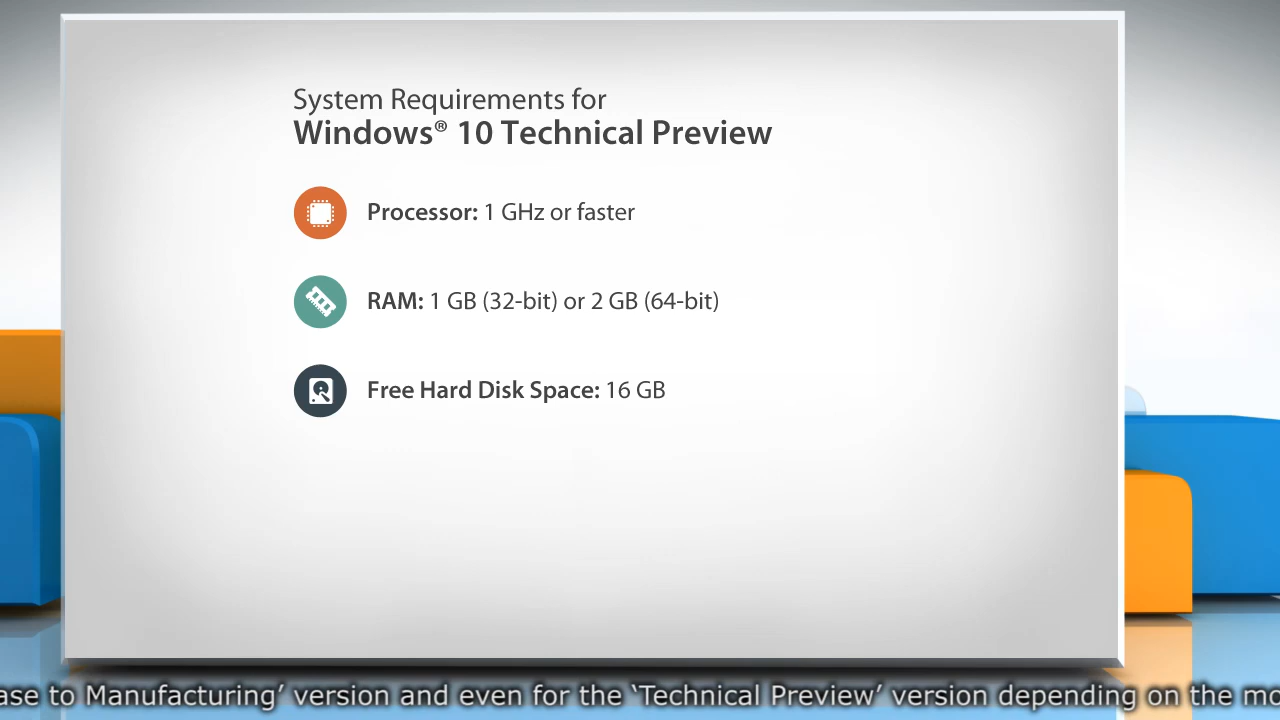 System Requirements for
Windows® 10 Technical Preview
Processor: 1 GHz or faster
RAM: 1 GB (32-bit) or 2 GB (64-bit)
Free Hard Disk Space: 16 GB
to Manufacturing’ version and even for the ‘Technical Preview’ version depending on the